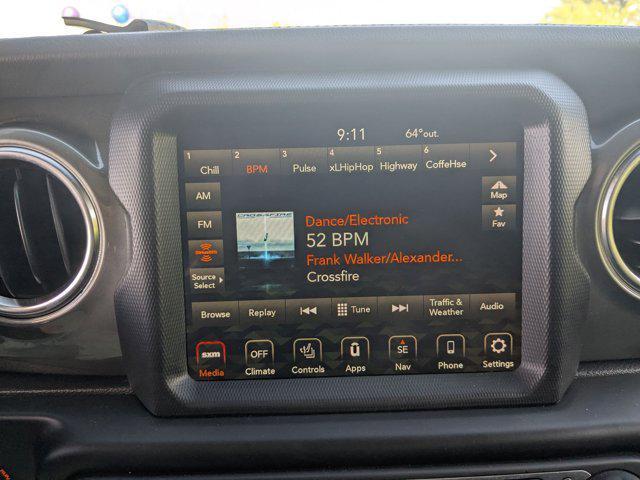 9:11 64°out.
1 Chill 2 BPM 3 Pulse 4 xLHipHop 5 Highway 6 CoffeHse
AM
FM
SiriusXM
Source Select
Map
Fav
CROSSFIRE
Dance/Electronic
52 BPM
Frank Walker/Alexander...
Crossfire
Browse Replay Tune Traffic & Weather Audio
sxm OFF û SE
Media Climate Controls Apps Nav Phone Settings